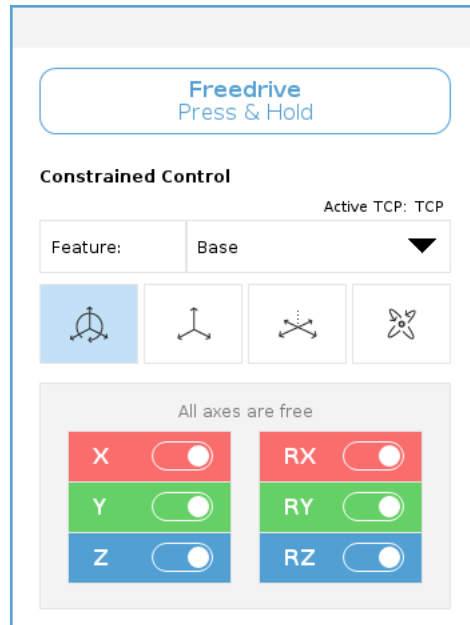 Freedrive
Press & Hold
Constrained Control
Active TCP: TCP
Feature: Base
All axes are free
X RX
Y RY
Z RZ